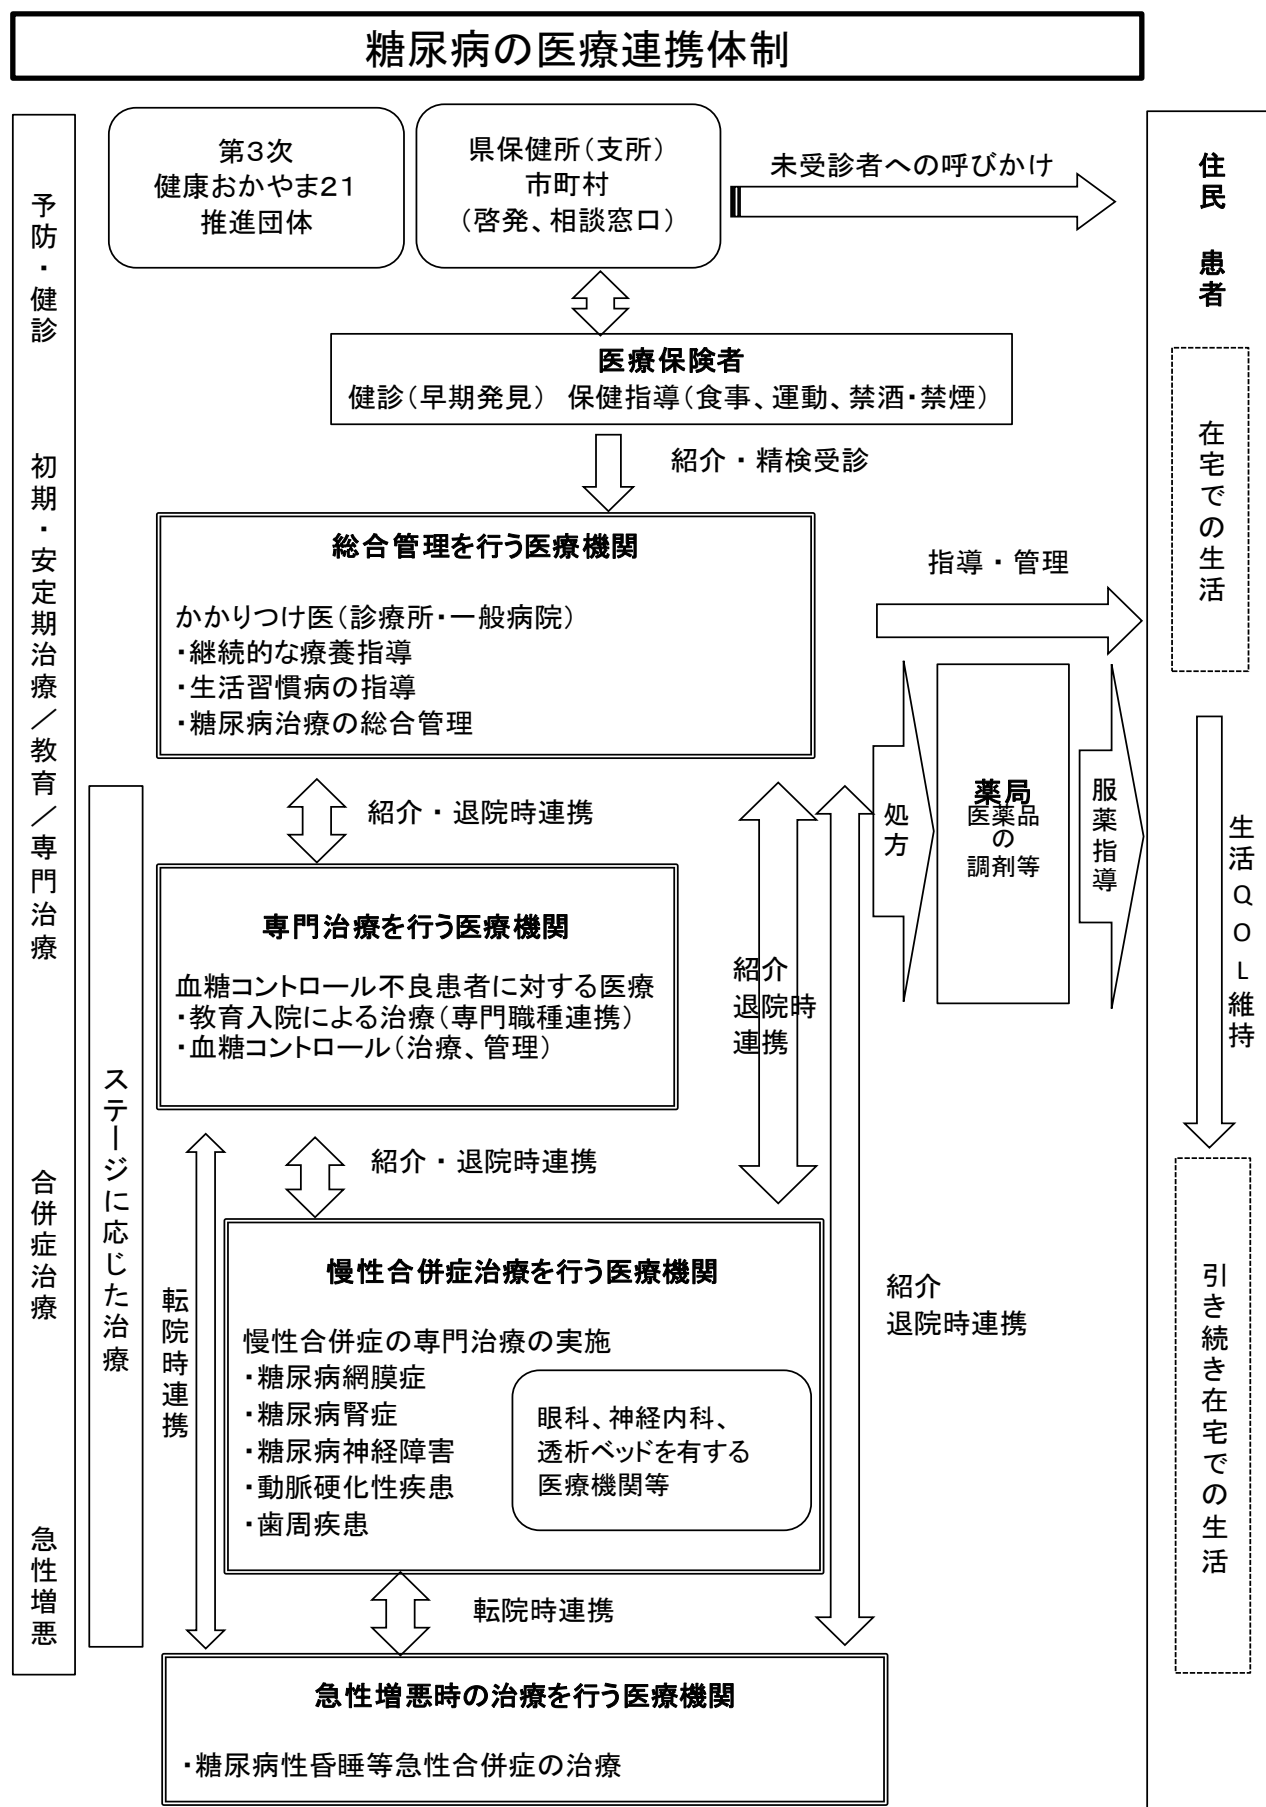 糖尿病の医療連携体制
予防・健診
初期・安定期治療／教育／専門治療
合併症治療
急性増悪
第3次
健康おかやま21
推進団体
県保健所（支所）
市町村
（啓発、相談窓口）
未受診者への呼びかけ
住民　患者
医療保険者
健診（早期発見）　保健指導（食事、運動、禁酒・禁煙）
紹介・精検受診
総合管理を行う医療機関
かかりつけ医（診療所・一般病院）
・継続的な療養指導
・生活習慣病の指導
・糖尿病治療の総合管理
指導・管理
在宅での生活
処方
薬局
医薬品
の
調剤等
服薬指導
生活QOL維持
ステージに応じた治療
紹介・退院時連携
専門治療を行う医療機関
血糖コントロール不良患者に対する医療
・教育入院による治療（専門職種連携）
・血糖コントロール（治療、管理）
紹介
退院時
連携
紹介・退院時連携
転院時連携
慢性合併症治療を行う医療機関
慢性合併症の専門治療の実施
・糖尿病網膜症
・糖尿病腎症
・糖尿病神経障害
・動脈硬化性疾患
・歯周疾患
眼科、神経内科、
透析ベッドを有する
医療機関等
紹介
退院時連携
引き続き在宅での生活
転院時連携
急性増悪時の治療を行う医療機関
・糖尿病性昏睡等急性合併症の治療